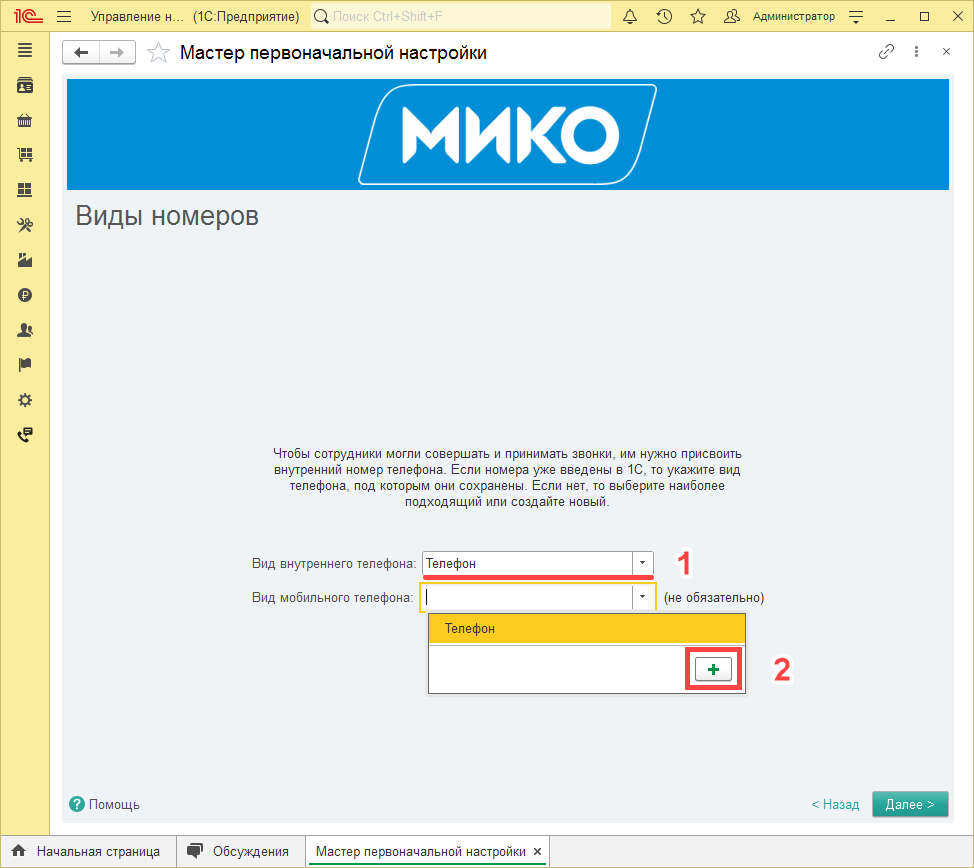 1С
Управление н... (1С:Предприятие)
Поиск Ctrl+Shift+F
Администратор
Мастер первоначальной настройки
МИКО
Виды номеров
Чтобы сотрудники могли совершать и принимать звонки, им нужно присвоить
внутренний номер телефона. Если номера уже введены в 1С, то укажите вид
телефона, под которым они сохранены. Если нет, то выберите наиболее
подходящий или создайте новый.
Вид внутреннего телефона: Телефон 1
Вид мобильного телефона: (не обязательно)
Телефон
2
? Помощь
< Назад Далее >
Начальная страница Обсуждения Мастер первоначальной настройки ×